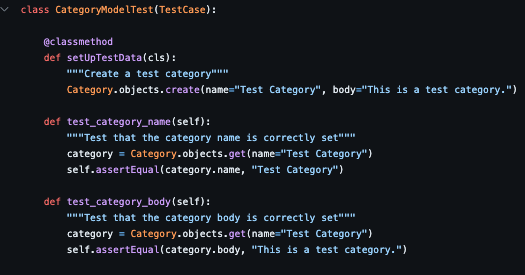 class CategoryModelTest(TestCase):
@classmethod
def setUpTestData(cls):
"""Create a test category"""
Category.objects.create(name="Test Category", body="This is a test category.")
def test_category_name(self):
"""Test that the category name is correctly set"""
category = Category.objects.get(name="Test Category")
self.assertEqual(category.name, "Test Category")
def test_category_body(self):
"""Test that the category body is correctly set"""
category = Category.objects.get(name="Test Category")
self.assertEqual(category.body, "This is a test category.")